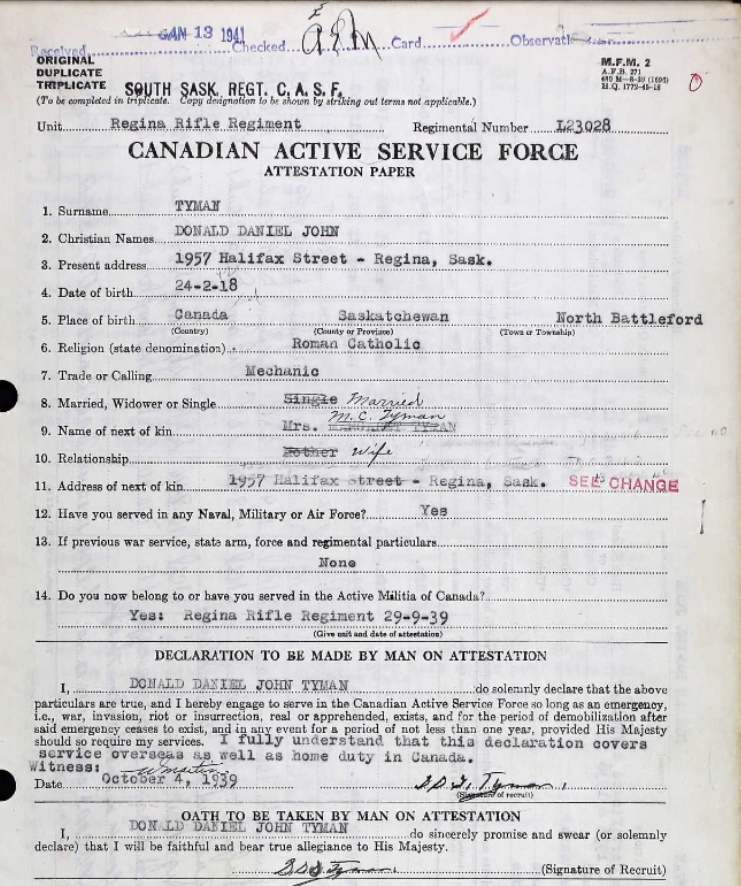 JAN 13 1941
Received Checked aem Card Observati
ORIGINAL
DUPLICATE
TRIPLICATE SOUTH SASK. REGT. C. A. S. F.
M.F.M. 2
A.F.B. 271
H.Q. 1772-45-18
(To be completed in triplicate. Copy designation to be shown by striking out terms not applicable.)
Unit Regina Rifle Regiment Regimental Number L23028
CANADIAN ACTIVE SERVICE FORCE
ATTESTATION PAPER
1. Surname TYMAN
2. Christian Names DONALD DANIEL JOHN
3. Present address 1957 Halifax Street - Regina, Sask.
4. Date of birth 24-2-18
5. Place of birth Canada Saskatchewan North Battleford
(Country) (County or Province) (Town or Township)
6. Religion (state denomination) Roman Catholic
7. Trade or Calling Mechanic
8. Married, Widower or Single Single Married
M.C. Tyman
9. Name of next of kin Mrs. MARGARET TYMAN
10. Relationship Mother Wife
11. Address of next of kin 1957 Halifax street - Regina, Sask. SEE CHANGE
12. Have you served in any Naval, Military or Air Force? Yes
13. If previous war service, state arm, force and regimental particulars
None
14. Do you now belong to or have you served in the Active Militia of Canada?
Yes: Regina Rifle Regiment 29-9-39
(Give unit and date of attestation)
DECLARATION TO BE MADE BY MAN ON ATTESTATION
I, DONALD DANIEL JOHN TYMAN do solemnly declare that the above
particulars are true, and I hereby engage to serve in the Canadian Active Service Force so long as an emergency,
i.e., war, invasion, riot or insurrection, real or apprehended, exists, and for the period of demobilization after
said emergency ceases to exist, and in any event for a period of not less than one year, provided His Majesty
should so require my services. I fully understand that this declaration covers
service overseas as well as home duty in Canada.
Witness: W Martin
Date October 4, 1939 D.D.J. Tyman
(Signature of recruit)
OATH TO BE TAKEN BY MAN ON ATTESTATION
I, DONALD DANIEL JOHN TYMAN do sincerely promise and swear (or solemnly
declare) that I will be faithful and bear true allegiance to His Majesty.
D.D.J. Tyman (Signature of Recruit)